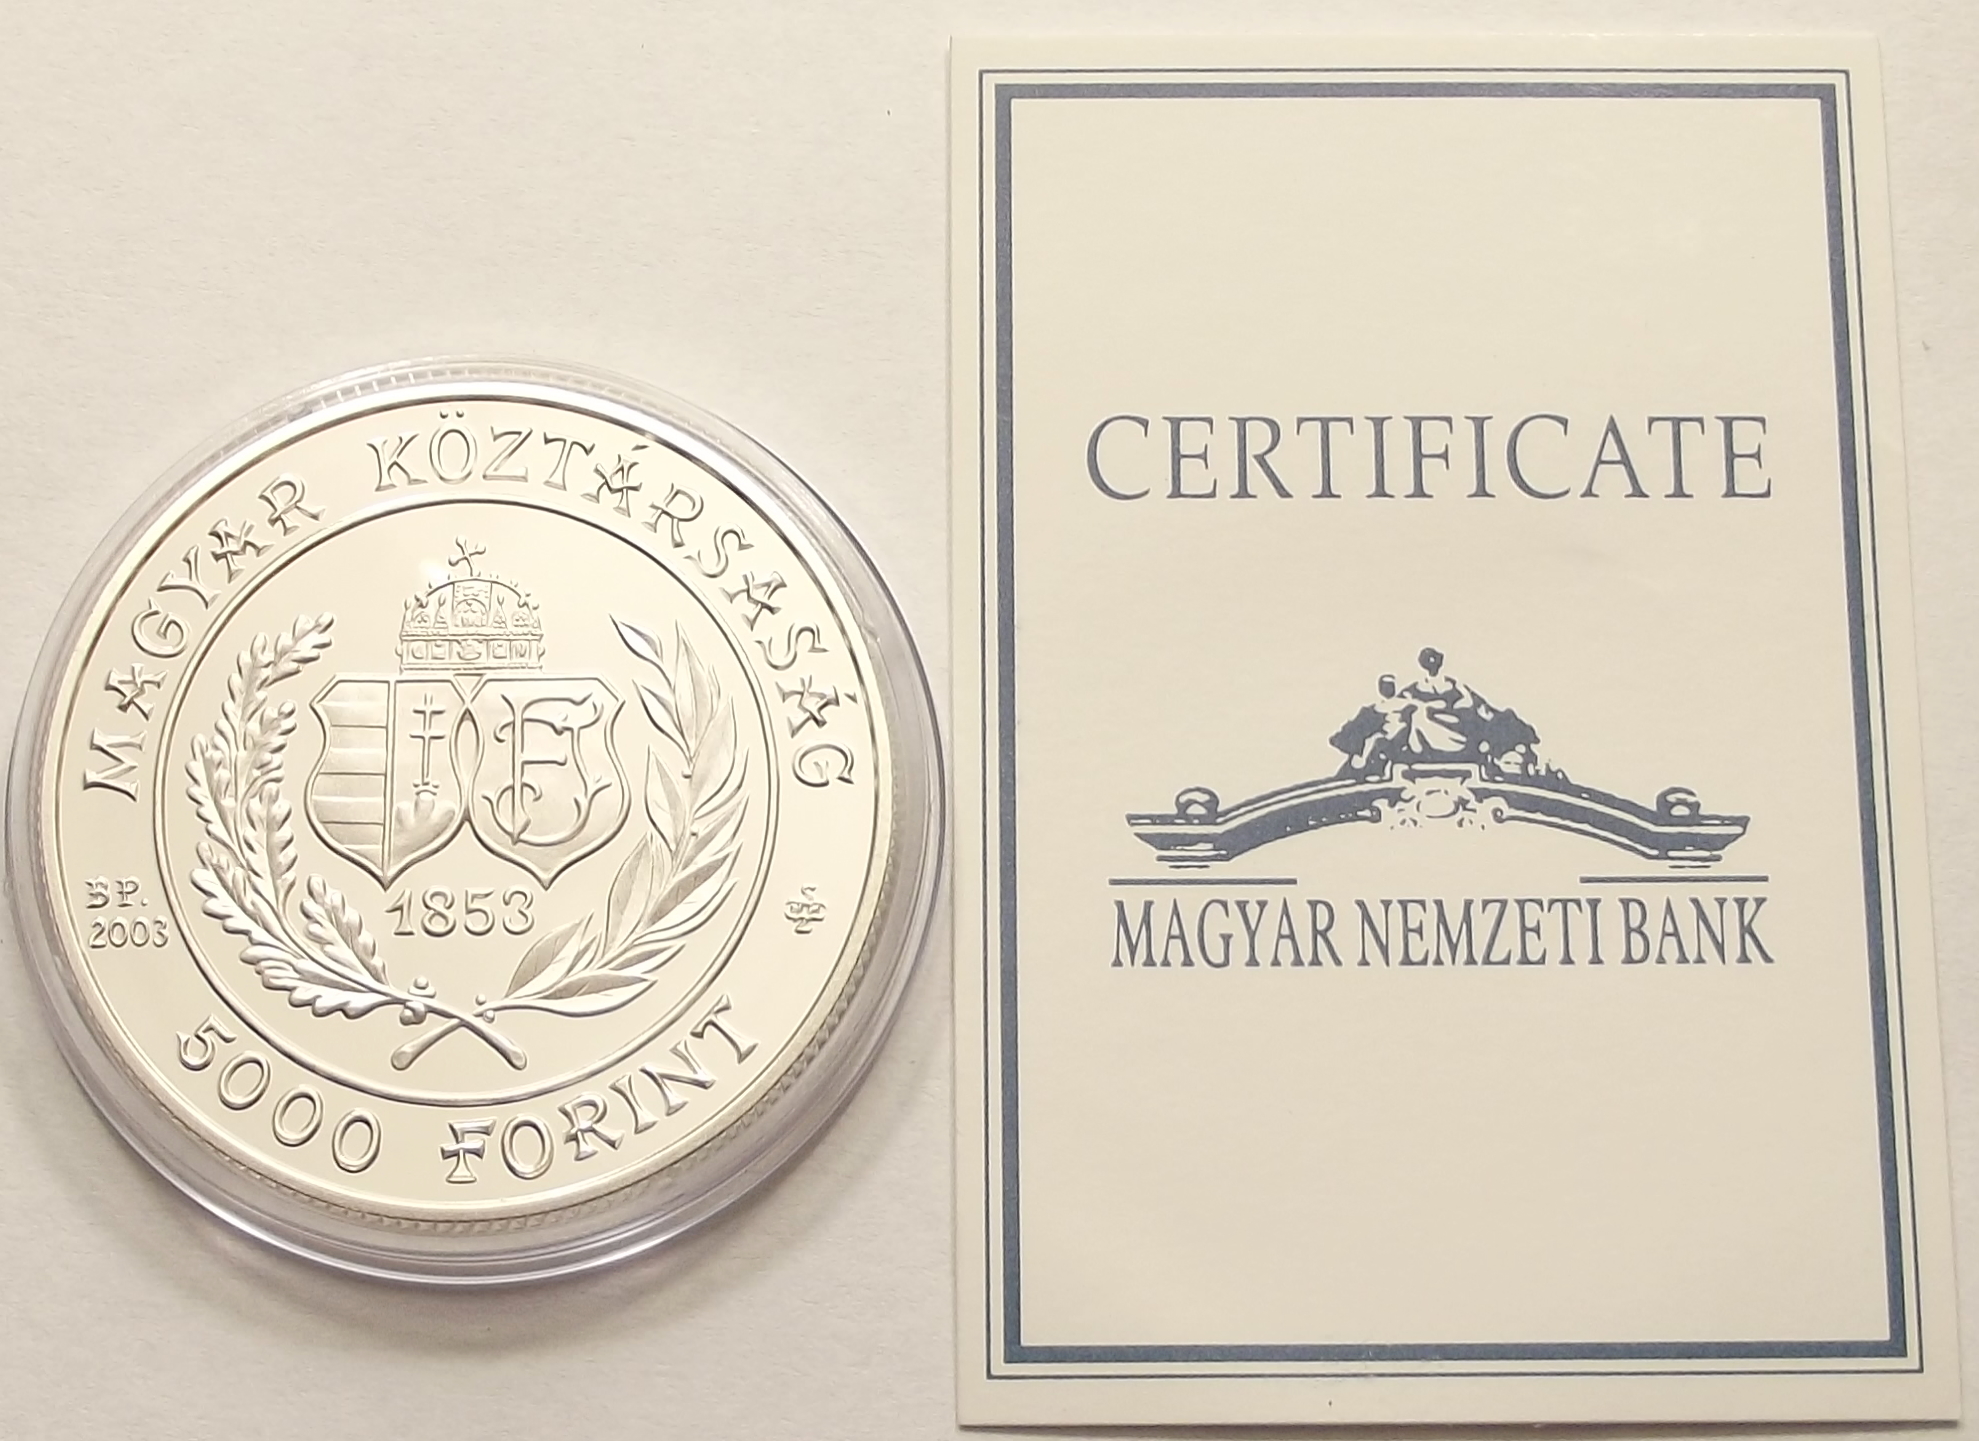 MAGYAR KÖZTÁRSASÁG
1853
BP.
2003
5000 FORINT
CERTIFICATE
MAGYAR NEMZETI BANK